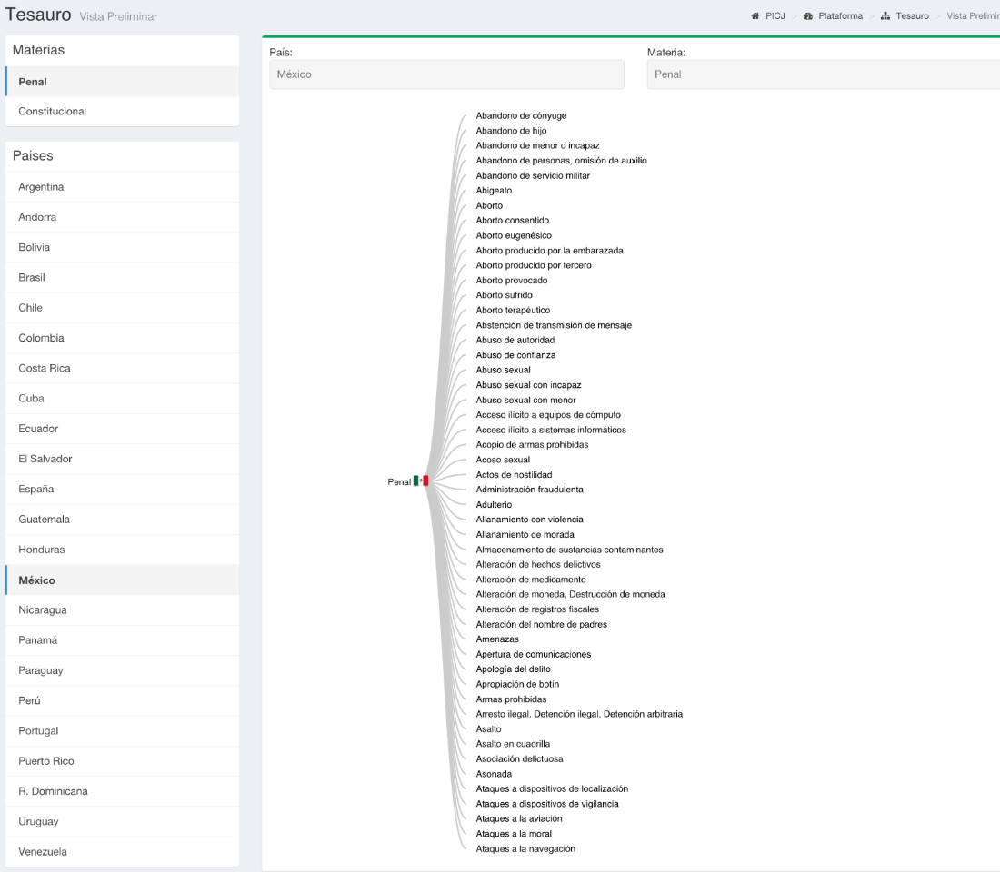 Tesauro Vista Preliminar
PICJ > Plataforma > Tesauro > Vista Prelimin
Materias
Penal
Constitucional
Paises
Argentina
Andorra
Bolivia
Brasil
Chile
Colombia
Costa Rica
Cuba
Ecuador
El Salvador
España
Guatemala
Honduras
México
Nicaragua
Panamá
Paraguay
Perú
Portugal
Puerto Rico
R. Dominicana
Uruguay
Venezuela
País:
México
Materia:
Penal
Penal
Abandono de cónyuge
Abandono de hijo
Abandono de menor o incapaz
Abandono de personas, omisión de auxilio
Abandono de servicio militar
Abigeato
Aborto
Aborto consentido
Aborto eugenésico
Aborto producido por la embarazada
Aborto producido por tercero
Aborto provocado
Aborto sufrido
Aborto terapéutico
Abstención de transmisión de mensaje
Abuso de autoridad
Abuso de confianza
Abuso sexual
Abuso sexual con incapaz
Abuso sexual con menor
Acceso ilícito a equipos de cómputo
Acceso ilícito a sistemas informáticos
Acopio de armas prohibidas
Acoso sexual
Actos de hostilidad
Administración fraudulenta
Adulterio
Allanamiento con violencia
Allanamiento de morada
Almacenamiento de sustancias contaminantes
Alteración de hechos delictivos
Alteración de medicamento
Alteración de moneda, Destrucción de moneda
Alteración de registros fiscales
Alteración del nombre de padres
Amenazas
Apertura de comunicaciones
Apología del delito
Apropiación de botín
Armas prohibidas
Arresto ilegal, Detención ilegal, Detención arbitraria
Asalto
Asalto en cuadrilla
Asociación delictuosa
Asonada
Ataques a dispositivos de localización
Ataques a dispositivos de vigilancia
Ataques a la aviación
Ataques a la moral
Ataques a la navegación